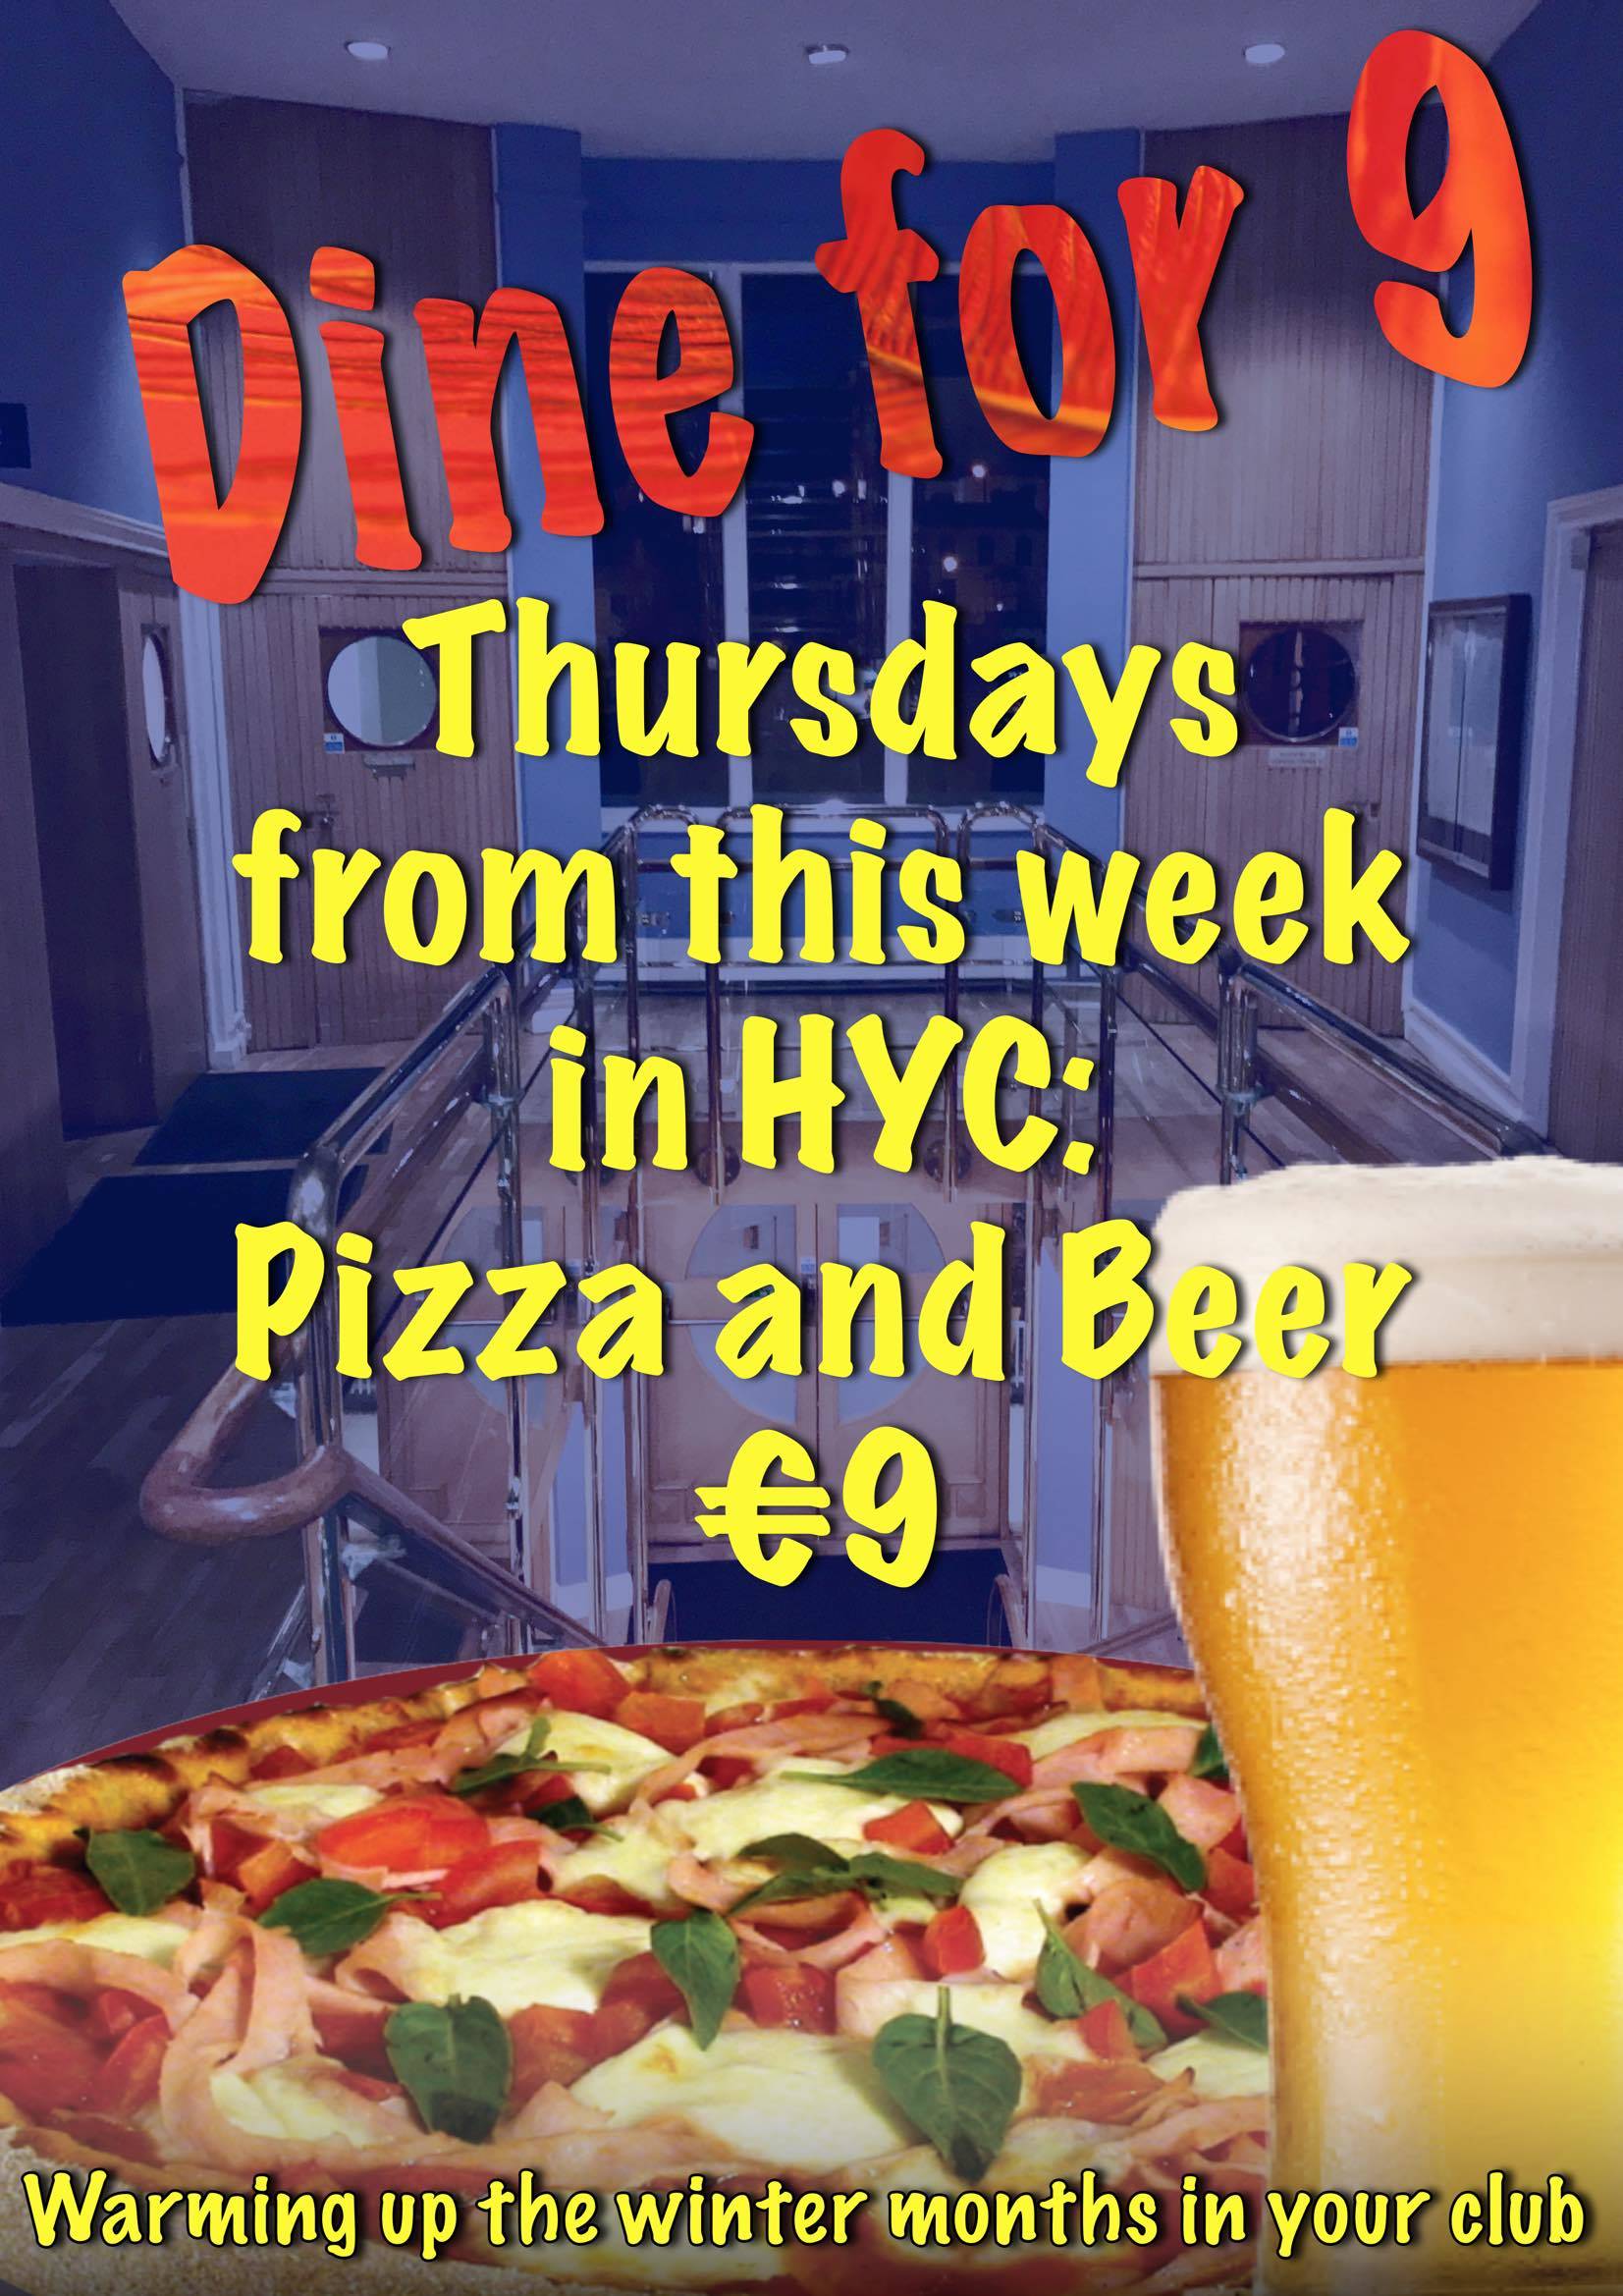 Dine for 9
Thursdays
from this week
in HYC:
Pizza and Beer
€9
Warming up the winter months in your club